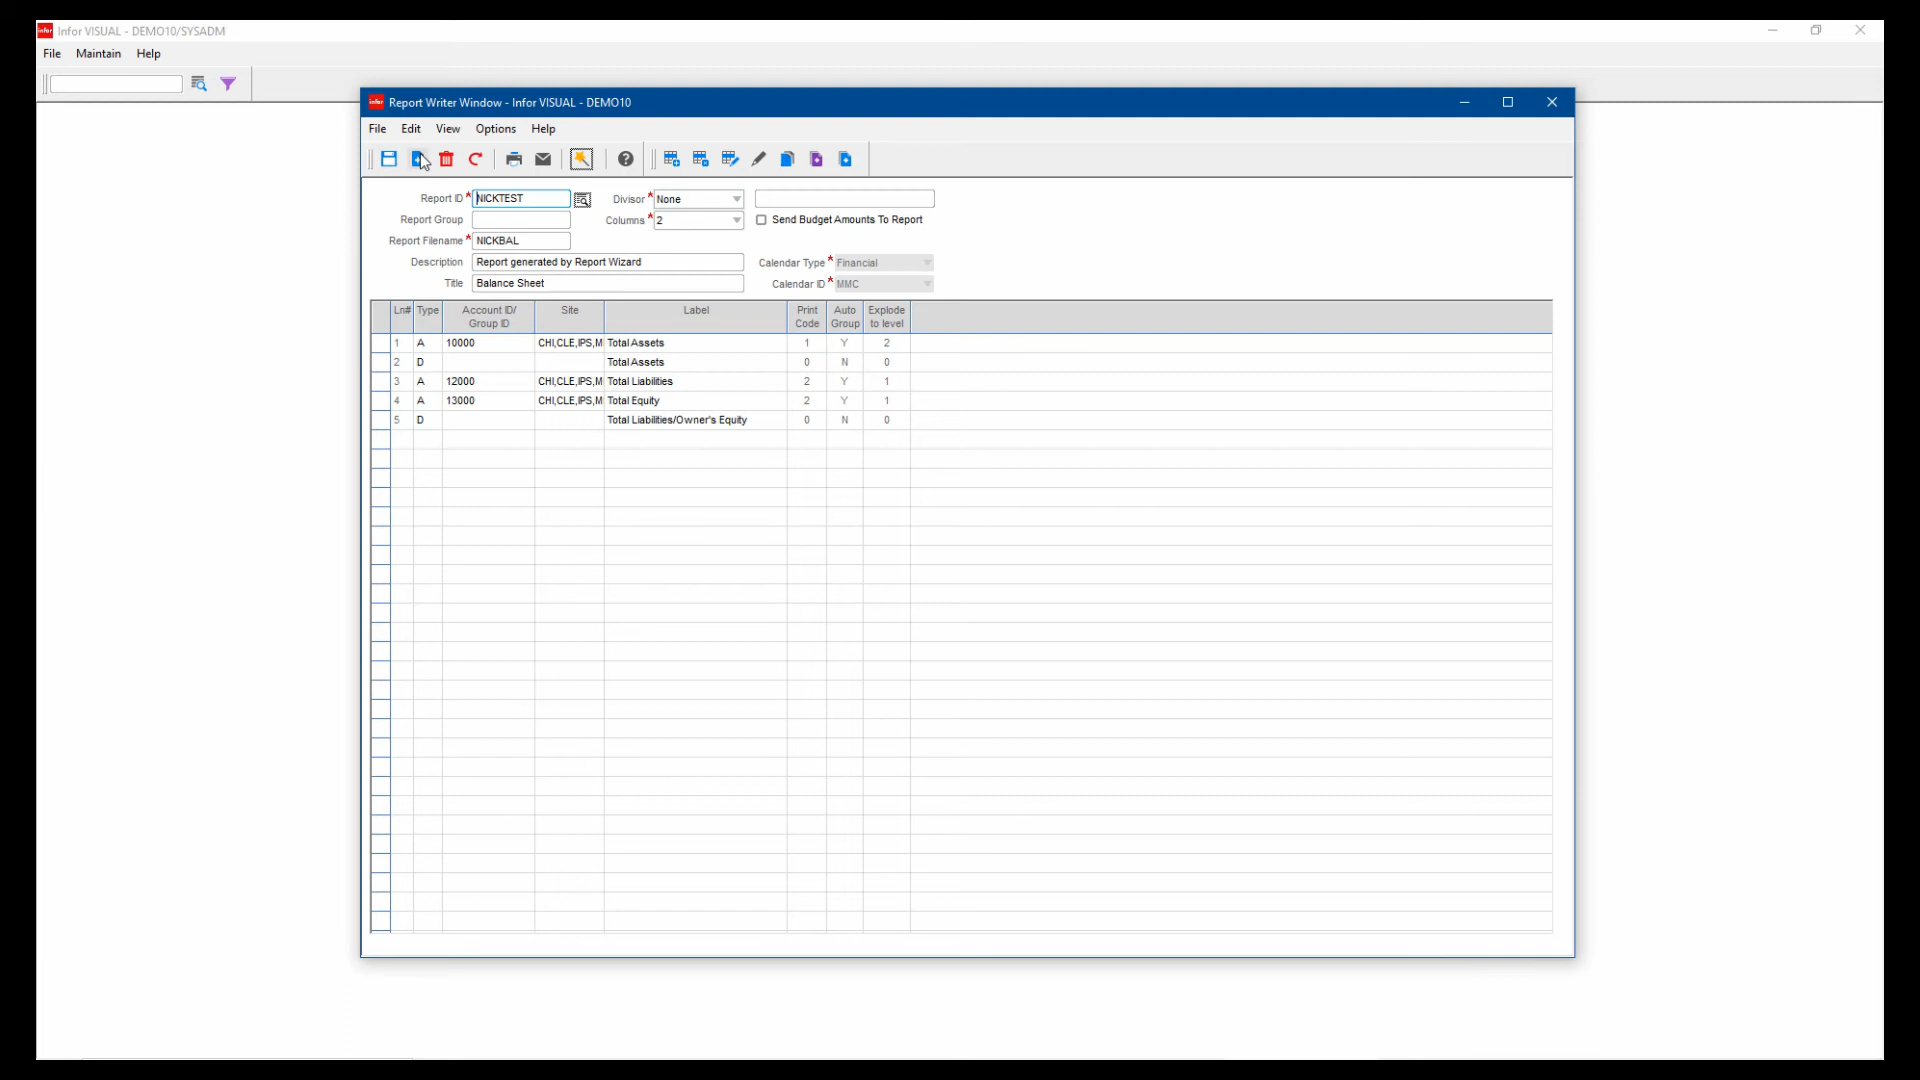 infor Infor VISUAL - DEMO10/SYSADM
File Maintain Help
infor Report Writer Window - Infor VISUAL - DEMO10
File Edit View Options Help
Report ID * NICKTEST Divisor * None
Report Group Columns * 2 Send Budget Amounts To Report
Report Filename * NICKBAL
Description Report generated by Report Wizard Calendar Type * Financial
Title Balance Sheet Calendar ID * MMC
Ln# Type Account ID/ Site Label Print Auto Explode
Group ID Code Group to level
1 A 10000 CHI,CLE,IPS,M Total Assets 1 Y 2
2 D Total Assets 0 N 0
3 A 12000 CHI,CLE,IPS,M Total Liabilities 2 Y 1
4 A 13000 CHI,CLE,IPS,M Total Equity 2 Y 1
5 D Total Liabilities/Owner's Equity 0 N 0